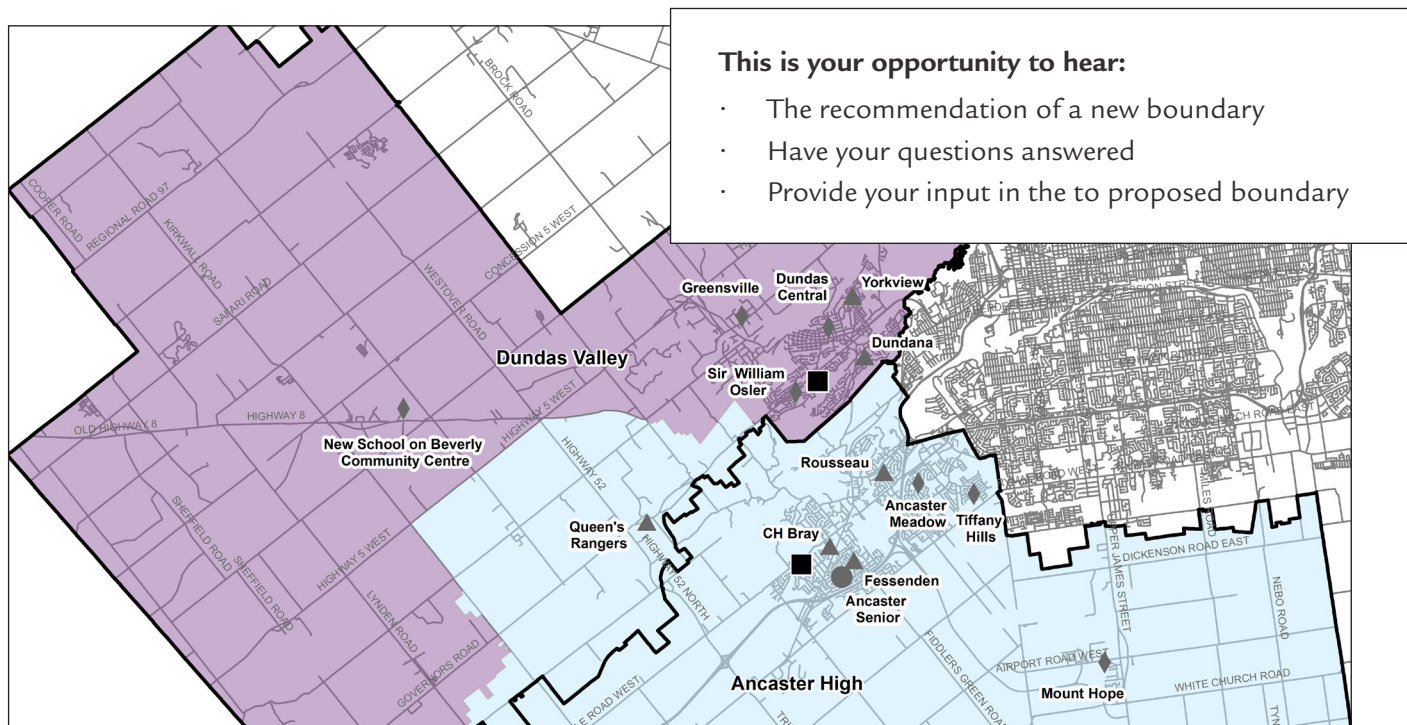 This is your opportunity to hear:
· The recommendation of a new boundary
· Have your questions answered
· Provide your input in the to proposed boundary
BROCK ROAD
COOPER ROAD
REGIONAL ROAD 97
KIRKWALL ROAD
SAFARI ROAD
WESTOVER ROAD
CONCESSION 5 WEST
Greensville
Dundas
Central
Yorkview
Dundana
Dundas Valley
Sir William
Osler
HIGHWAY 8
OLD HIGHWAY 8
HIGHWAY 5 WEST
New School on Beverly
Community Centre
HIGHWAY 52
Rousseau
Ancaster
Meadow
Tiffany
Hills
Queen's
Rangers
CH Bray
Fessenden
Ancaster
Senior
SHEFFIELD ROAD
SHEFFIELD ROAD
HIGHWAY 5 WEST
LYNDEN ROAD
GOVERNORS ROAD
HIGHWAY 52 NORTH
DICKENSON ROAD EAST
UPPER JAMES STREET
MILES ROAD
NEBO ROAD
FIDDLERS GREEN ROAD
AIRPORT ROAD WEST
Mount Hope
WHITE CHURCH ROAD
Ancaster High